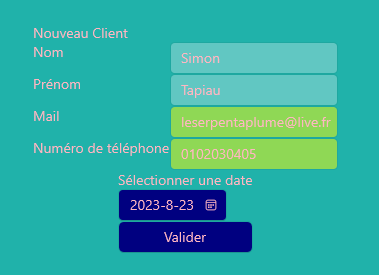 Nouveau Client
Nom Simon
Prénom Tapiau
Mail leserpentaplume@live.fr
Numéro de téléphone 0102030405
Sélectionner une date
2023-8-23
Valider